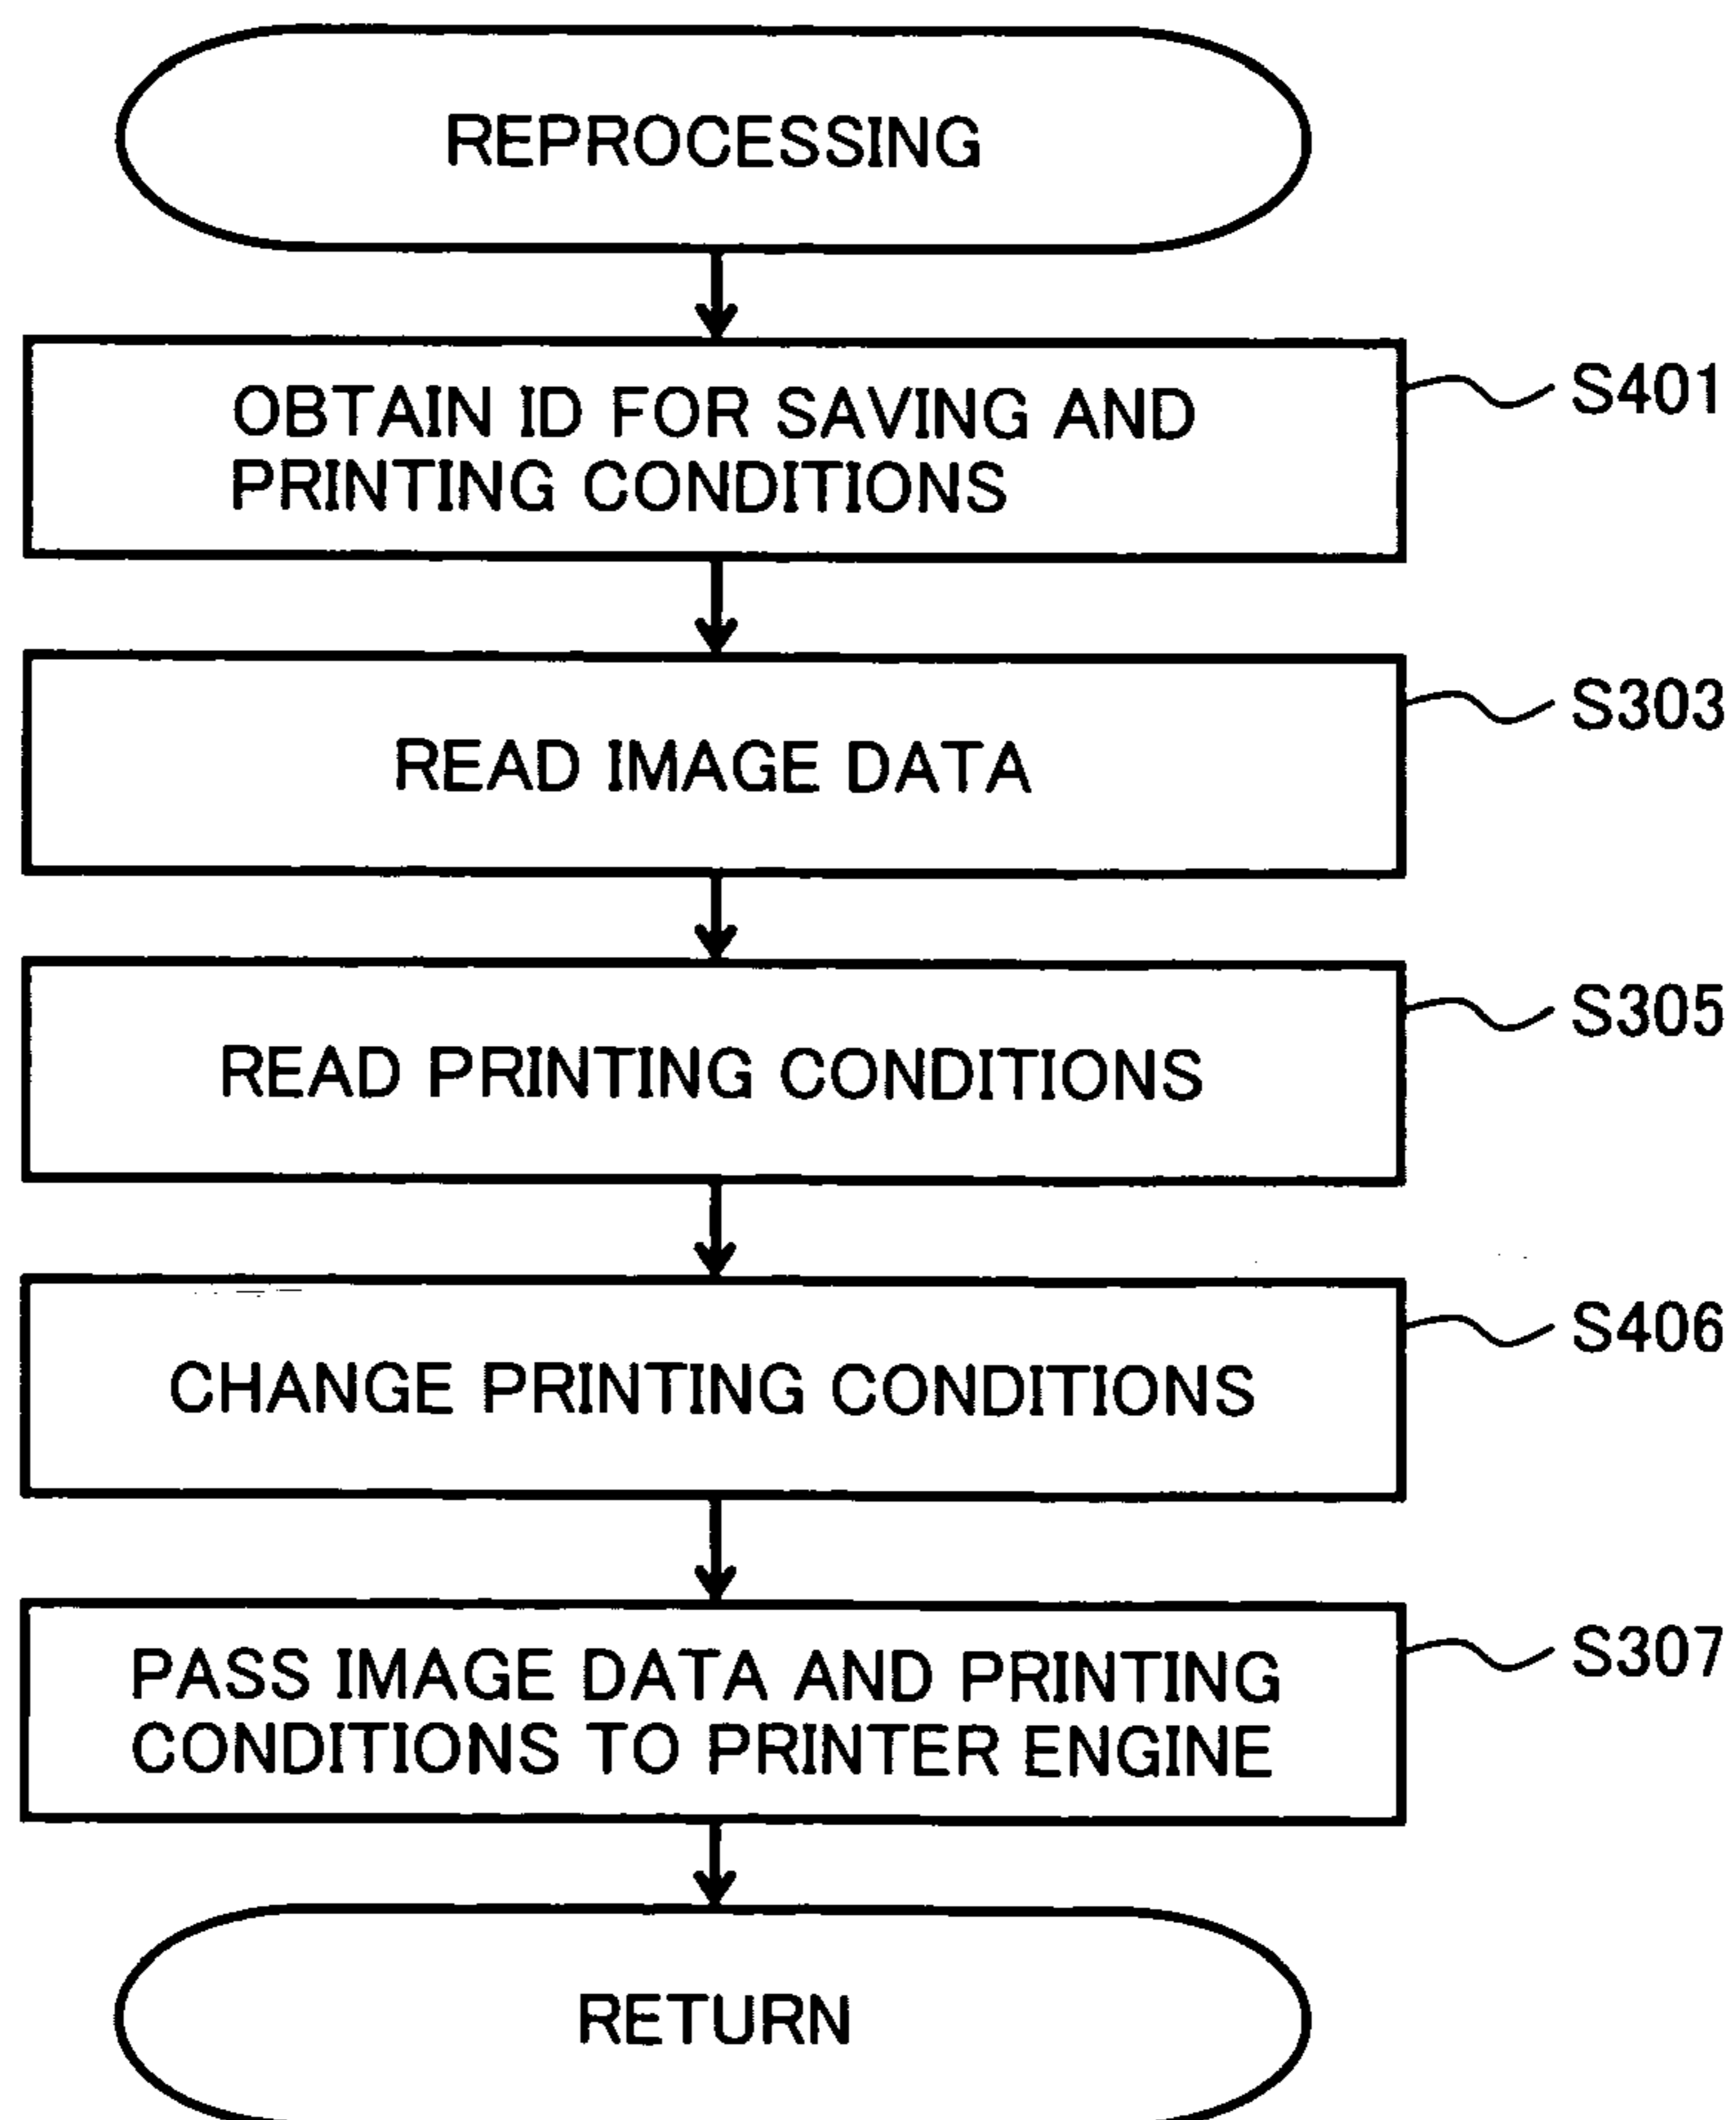 REPROCESSING
OBTAIN ID FOR SAVING AND
PRINTING CONDITIONS
S401
READ IMAGE DATA
S303
READ PRINTING CONDITIONS
S305
CHANGE PRINTING CONDITIONS
S406
PASS IMAGE DATA AND PRINTING
CONDITIONS TO PRINTER ENGINE
S307
RETURN